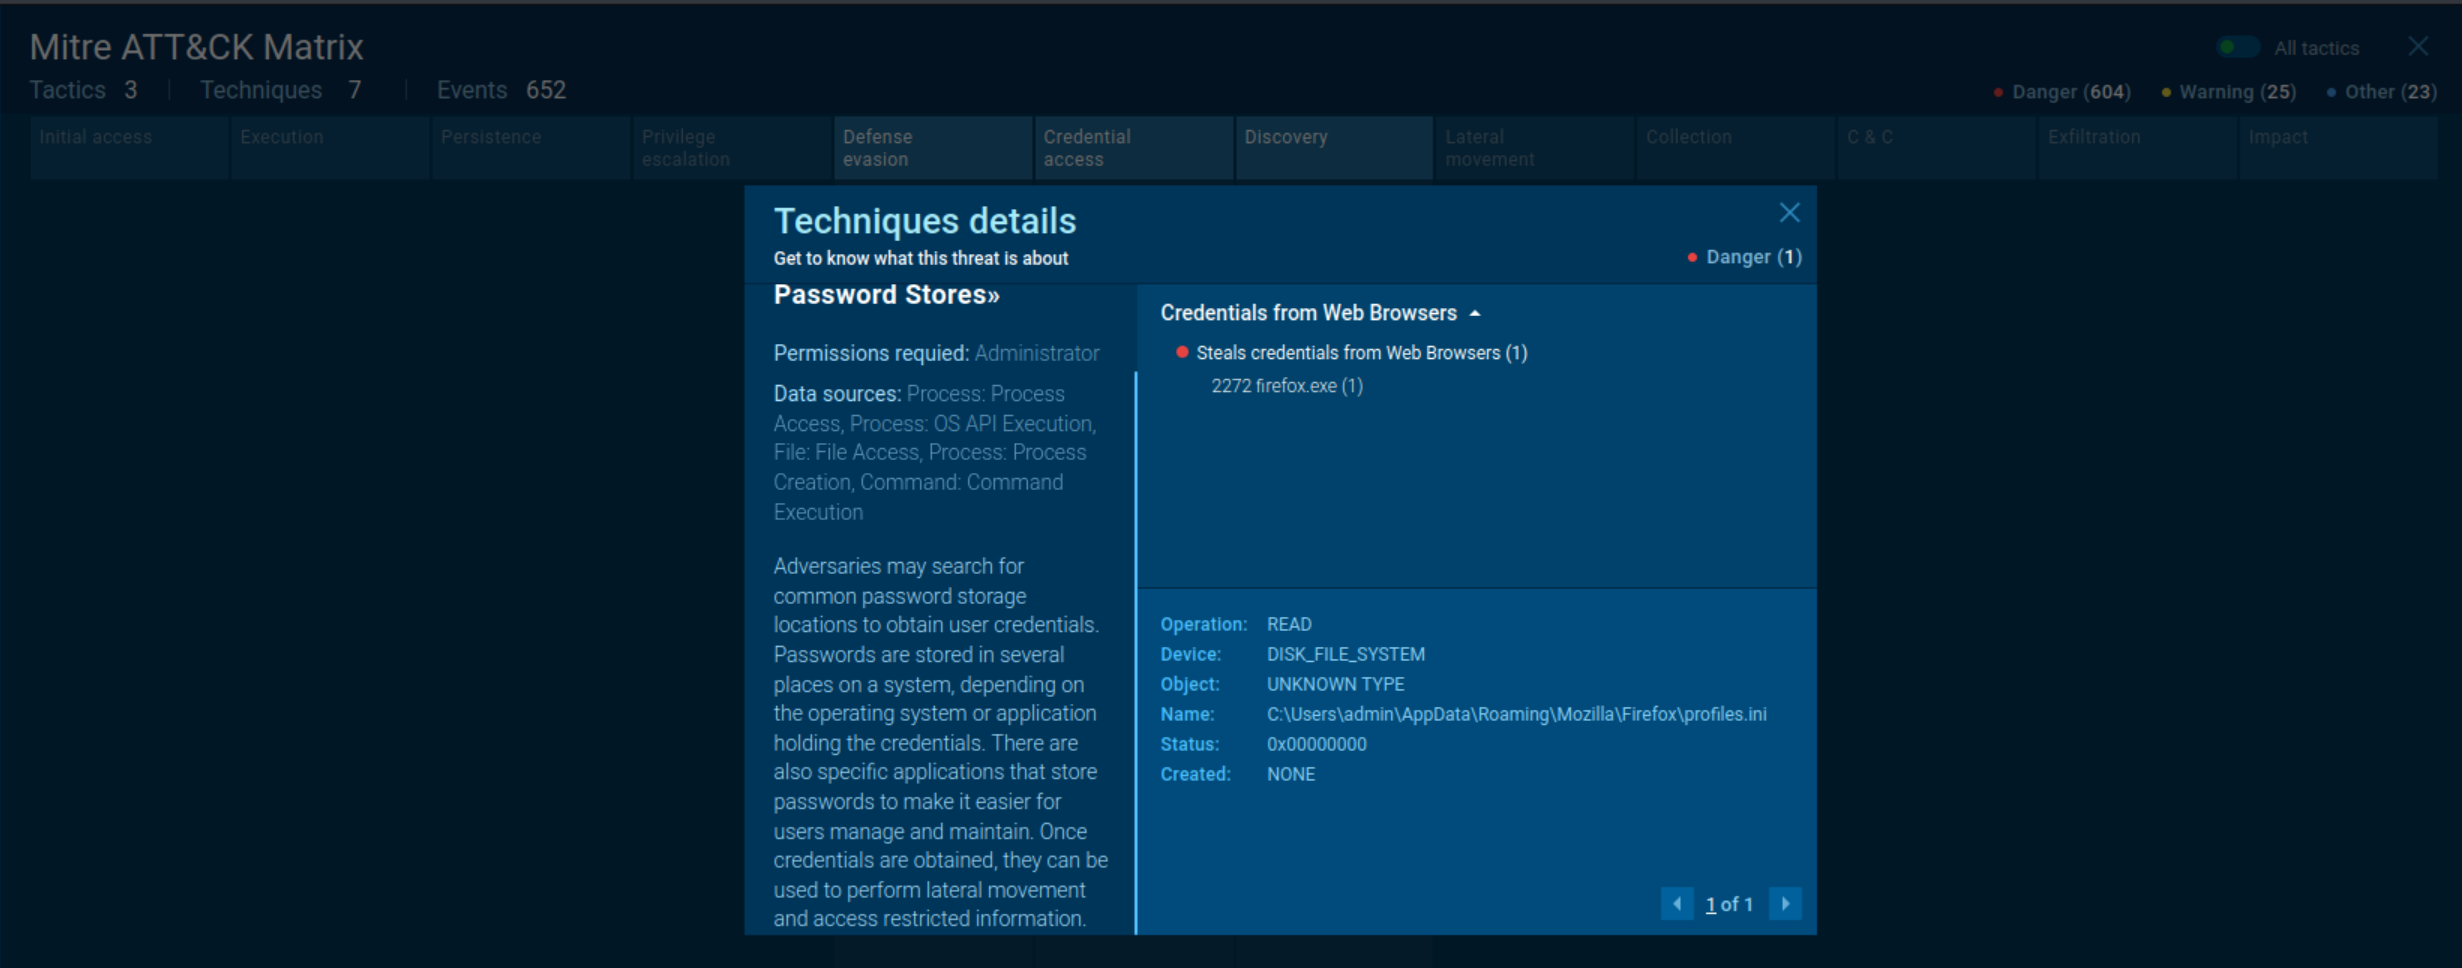 Mitre ATT&CK Matrix
All tactics
Tactics 3 | Techniques 7 | Events 652
Danger (604) Warning (25) Other (23)
Initial access
Execution
Persistence
Privilege
escalation
Defense
evasion
Credential
access
Discovery
Lateral
movement
Collection
C & C
Exfiltration
Impact
Techniques details
Get to know what this threat is about
Danger (1)
Password Stores»
Permissions requied: Administrator
Data sources: Process: Process
Access, Process: OS API Execution,
File: File Access, Process: Process
Creation, Command: Command
Execution
Adversaries may search for
common password storage
locations to obtain user credentials.
Passwords are stored in several
places on a system, depending on
the operating system or application
holding the credentials. There are
also specific applications that store
passwords to make it easier for
users manage and maintain. Once
credentials are obtained, they can be
used to perform lateral movement
and access restricted information.
Credentials from Web Browsers
Steals credentials from Web Browsers (1)
2272 firefox.exe (1)
Operation: READ
Device: DISK_FILE_SYSTEM
Object: UNKNOWN TYPE
Name: C:\Users\admin\AppData\Roaming\Mozilla\Firefox\profiles.ini
Status: 0x00000000
Created: NONE
1 of 1